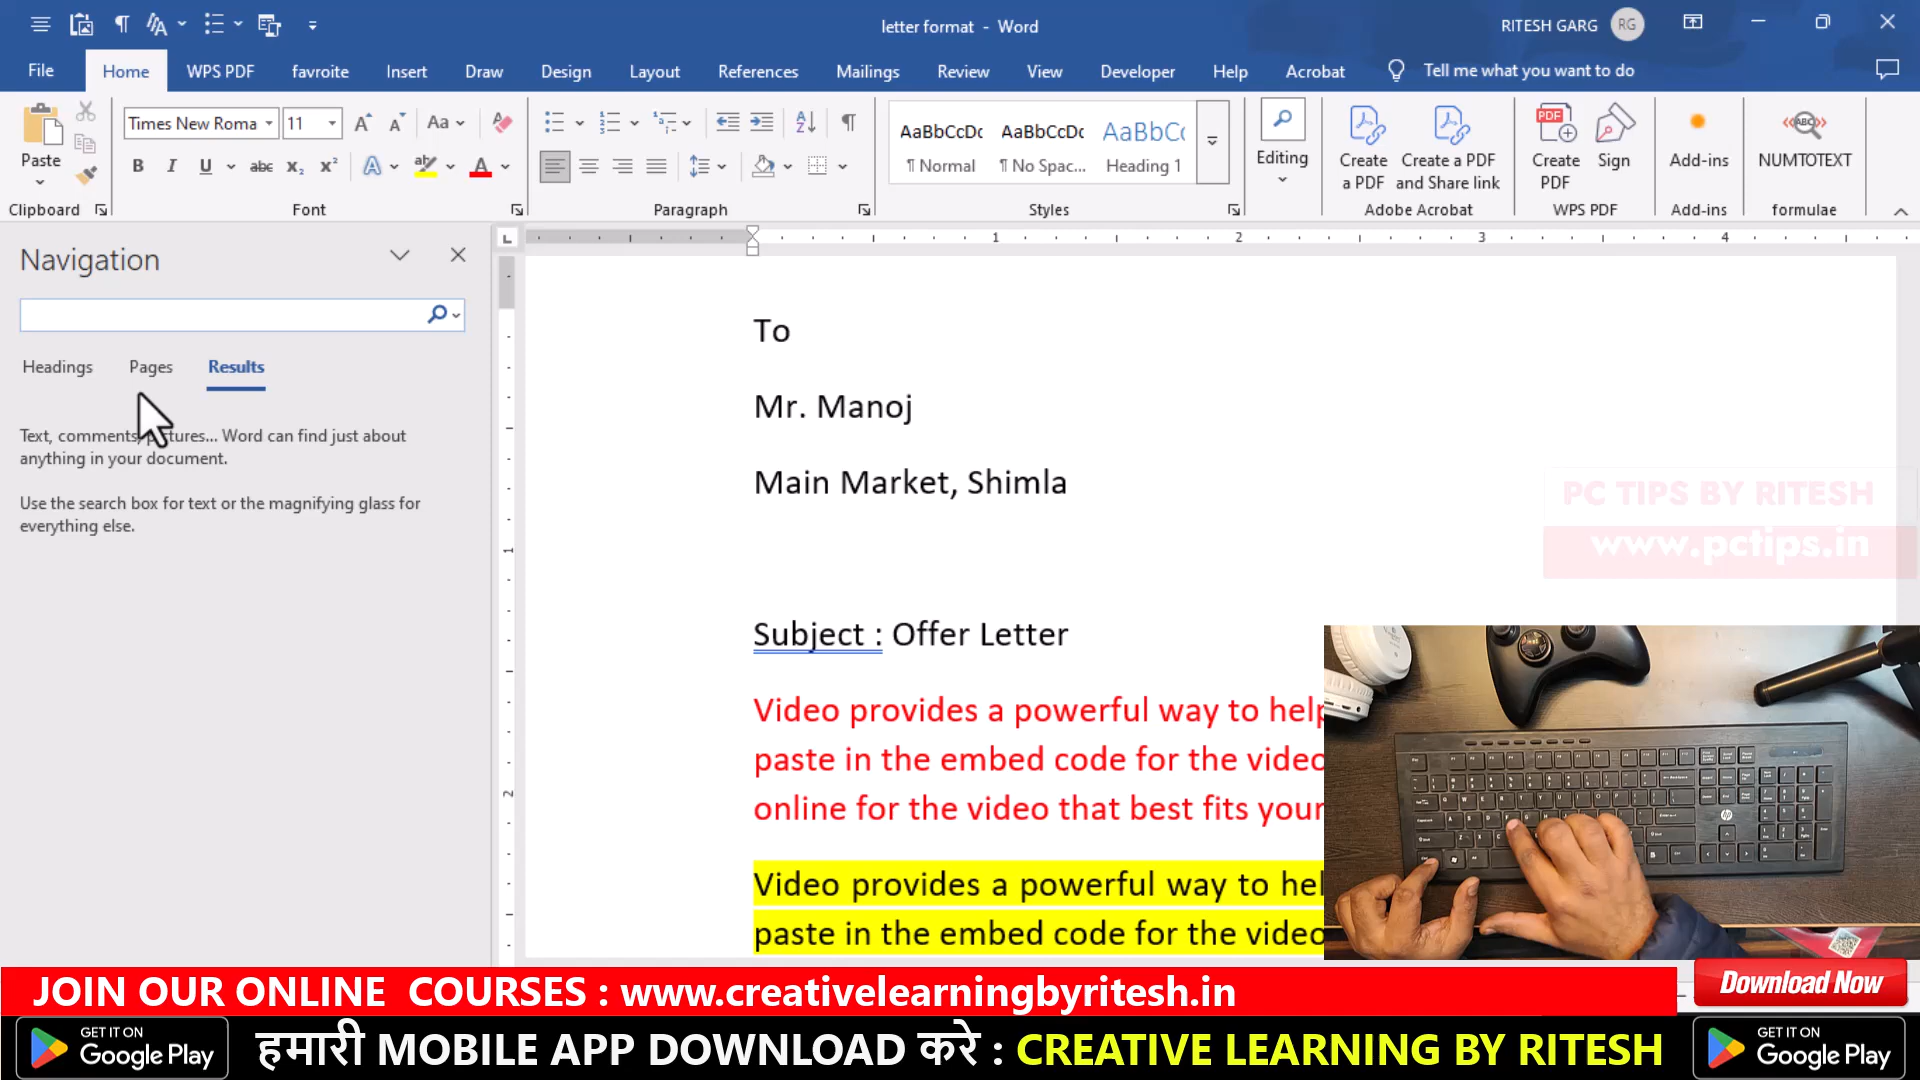 letter format - Word
RITESH GARG
RG
File
Home
WPS PDF
favroite
Insert
Draw
Design
Layout
References
Mailings
Review
View
Developer
Help
Acrobat
Tell me what you want to do
Times New Roma
11
Aa
AaBbCcDc
AaBbCcDc
AaBbCc
¶ Normal
¶ No Spac...
Heading 1
Paste
Editing
Create
a PDF
Create a PDF
and Share link
Create
PDF
Sign
Add-ins
NUMTOTEXT
Clipboard
Font
Paragraph
Styles
Adobe Acrobat
WPS PDF
Add-ins
formulae
Navigation
Headings
Pages
Results
Text, comments, pictures... Word can find just about
anything in your document.
Use the search box for text or the magnifying glass for
everything else.
1
2
3
4
To
Mr. Manoj
Main Market, Shimla
Subject : Offer Letter
Video provides a powerful way to help
paste in the embed code for the video
online for the video that best fits your
Video provides a powerful way to hel
paste in the embed code for the video
1
2
PC TIPS BY RITESH
www.pctips.in
JOIN OUR ONLINE COURSES : www.creativelearningbyritesh.in
Download Now
GET IT ON
Google Play
हमारी MOBILE APP DOWNLOAD करे : CREATIVE LEARNING BY RITESH
GET IT ON
Google Play